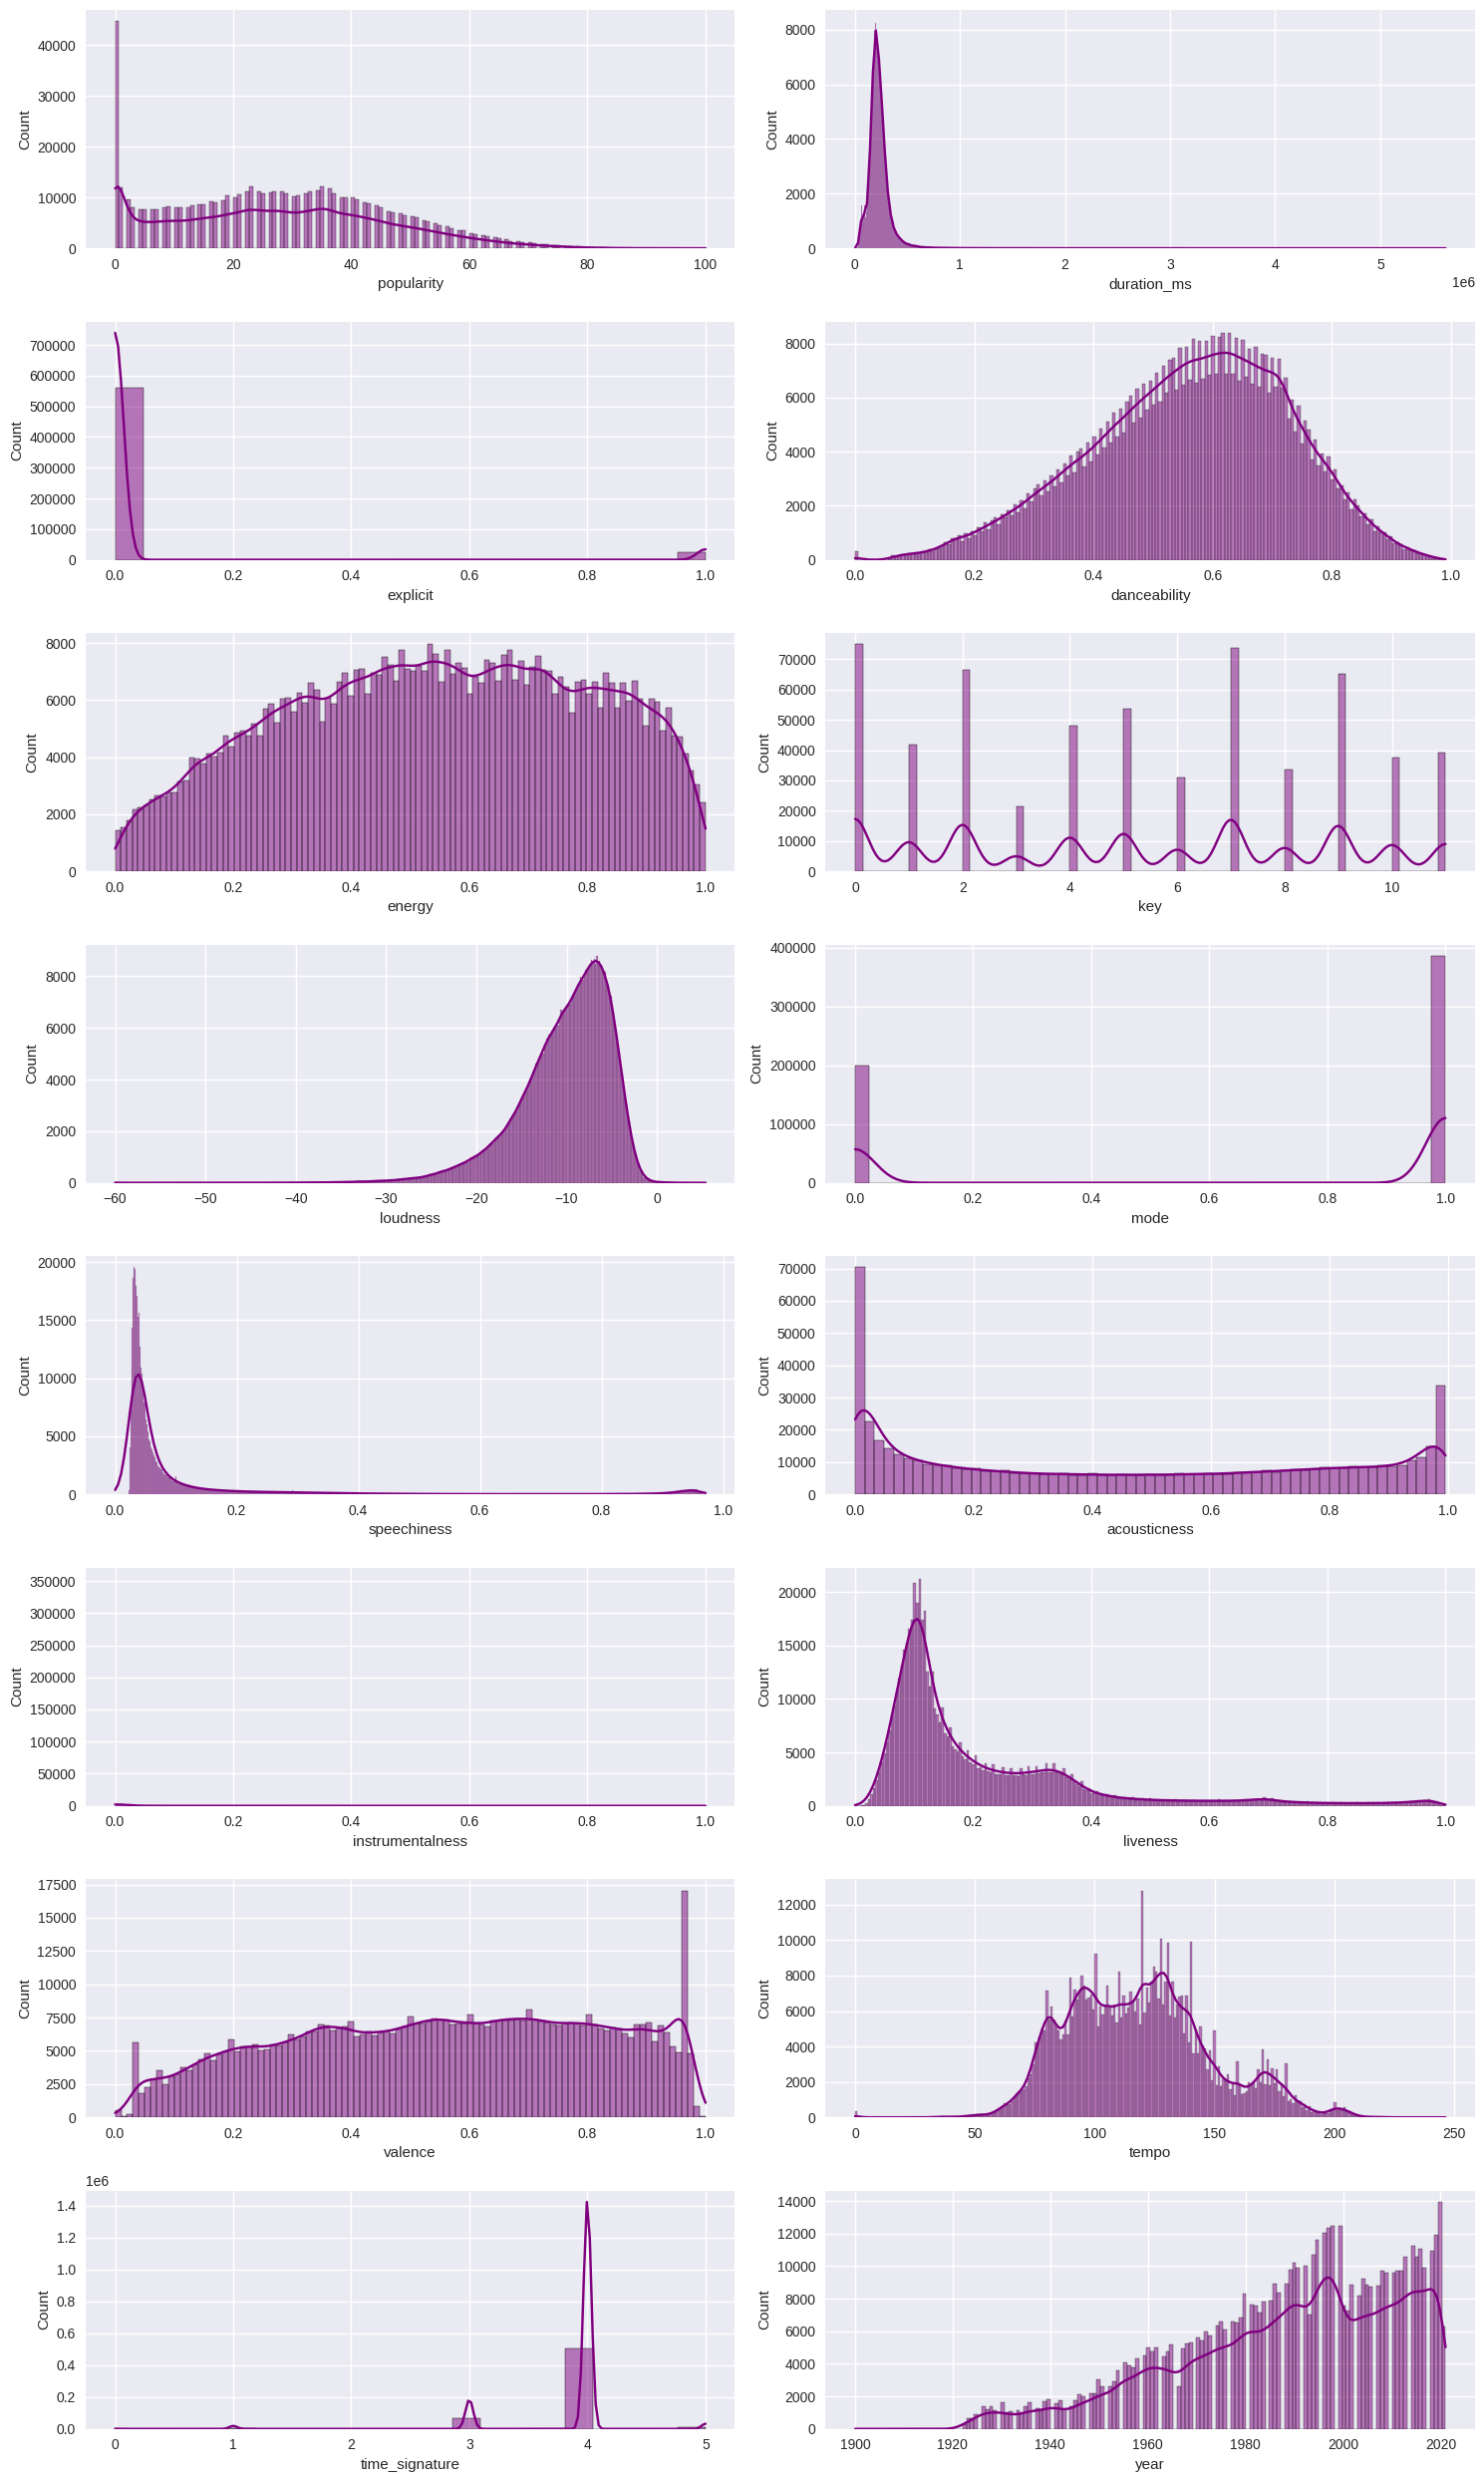 40000
30000
20000
10000
0
Count
0 20 40 60 80 100
popularity
8000
6000
4000
2000
0
Count
0 1 2 3 4 5
1e6
duration_ms
700000
600000
500000
400000
300000
200000
100000
0
Count
0.0 0.2 0.4 0.6 0.8 1.0
explicit
8000
6000
4000
2000
0
Count
0.0 0.2 0.4 0.6 0.8 1.0
danceability
8000
6000
4000
2000
0
Count
0.0 0.2 0.4 0.6 0.8 1.0
energy
70000
60000
50000
40000
30000
20000
10000
0
Count
0 2 4 6 8 10
key
8000
6000
4000
2000
0
Count
−60 −50 −40 −30 −20 −10 0
loudness
400000
300000
200000
100000
0
Count
0.0 0.2 0.4 0.6 0.8 1.0
mode
20000
15000
10000
5000
0
Count
0.0 0.2 0.4 0.6 0.8 1.0
speechiness
70000
60000
50000
40000
30000
20000
10000
0
Count
0.0 0.2 0.4 0.6 0.8 1.0
acousticness
350000
300000
250000
200000
150000
100000
50000
0
Count
0.0 0.2 0.4 0.6 0.8 1.0
instrumentalness
20000
15000
10000
5000
0
Count
0.0 0.2 0.4 0.6 0.8 1.0
liveness
17500
15000
12500
10000
7500
5000
2500
0
Count
0.0 0.2 0.4 0.6 0.8 1.0
valence
12000
10000
8000
6000
4000
2000
0
Count
0 50 100 150 200 250
tempo
1e6
1.4
1.2
1.0
0.8
0.6
0.4
0.2
0.0
Count
0 1 2 3 4 5
time_signature
14000
12000
10000
8000
6000
4000
2000
0
Count
1900 1920 1940 1960 1980 2000 2020
year